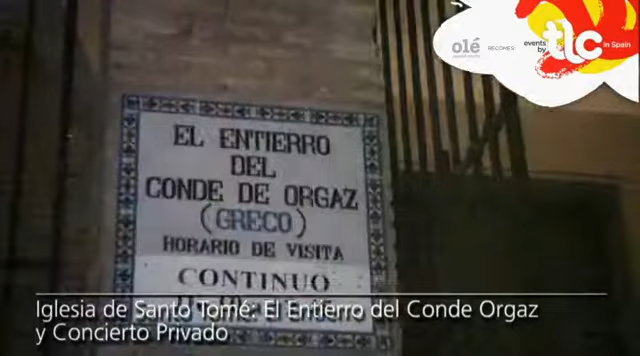 olé
BECOMES:
events
by
tlc
in Spain
EL ENTIERRO
DEL
CONDE DE ORGAZ
(GRECO)
HORARIO DE VISITA
CONTINUO
Iglesia de Santo Tomé: El Entierro del Conde Orgaz
y Concierto Privado